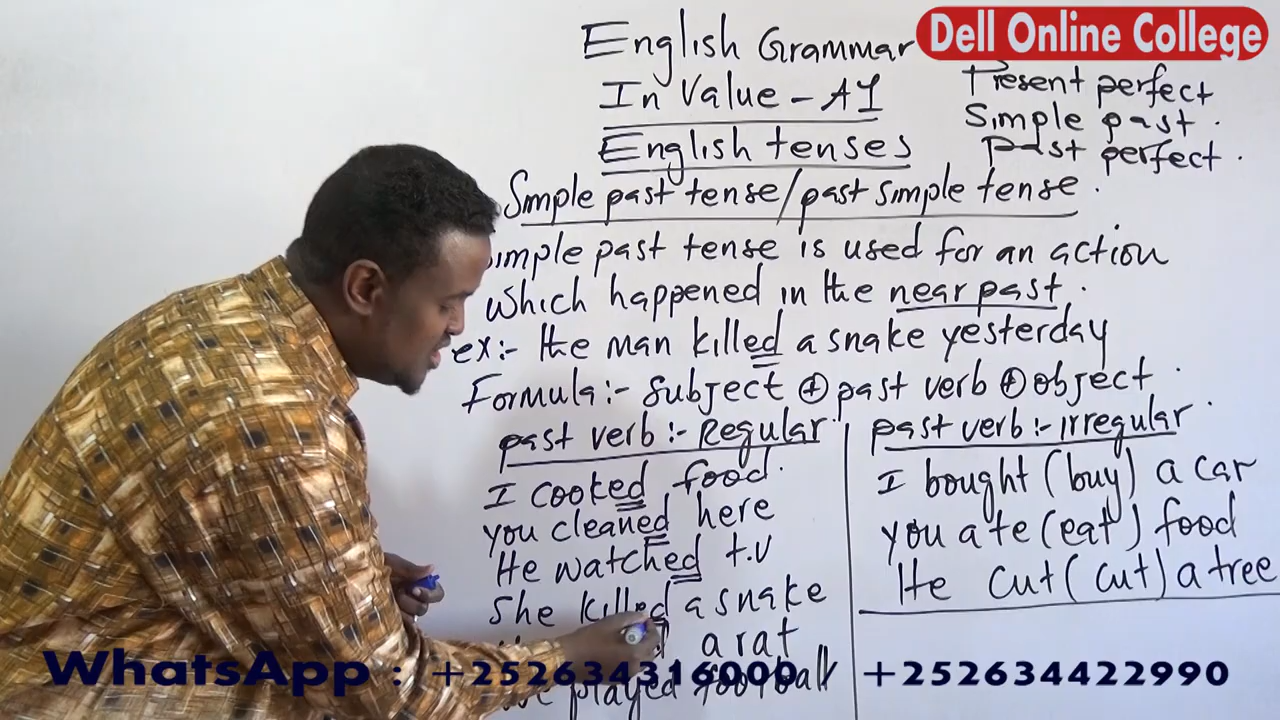 English Grammar
Dell Online College
In Value - A1
Present perfect
Simple past.
Past perfect.
English tenses
Simple past tense/past simple tense.
imple past tense is used for an action
which happened in the near past.
ex:- the man killed a snake yesterday
Formula:- subject + past verb + object.
past verb:- Regular
I cooked food.
you cleaned here
He watched t.v
She killed a snake
a rat
played football
past verb:- irregular.
I bought (buy) a car
you ate (eat) food
He cut (cut) a tree
WhatsApp : +252634316000 +252634422990